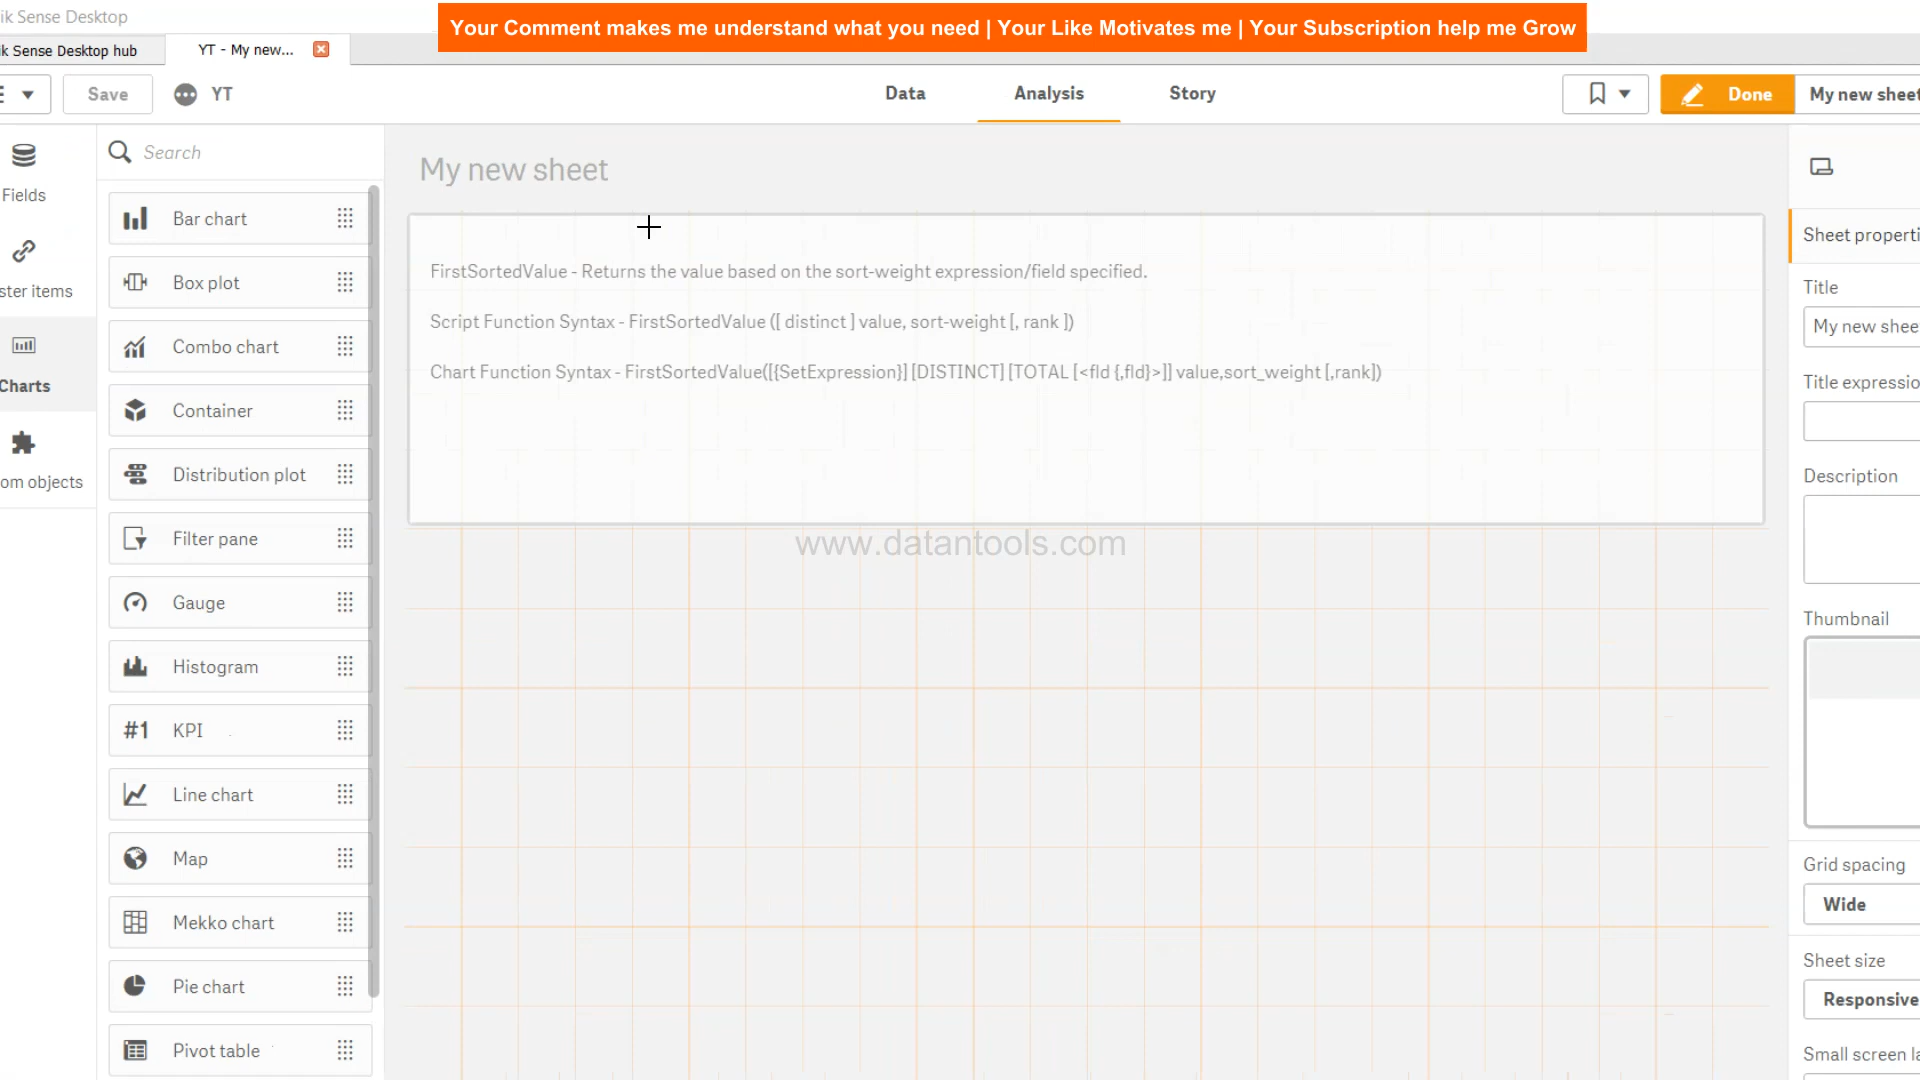 ik Sense Desktop
Your Comment makes me understand what you need | Your Like Motivates me | Your Subscription help me Grow
ik Sense Desktop hub
YT - My new...
Save
YT
Data
Analysis
Story
Done
My new sheet
Search
Fields
ster items
Charts
om objects
Bar chart
Box plot
Combo chart
Container
Distribution plot
Filter pane
Gauge
Histogram
#1 KPI
Line chart
Map
Mekko chart
Pie chart
Pivot table
My new sheet
FirstSortedValue - Returns the value based on the sort-weight expression/field specified.
Script Function Syntax - FirstSortedValue ([ distinct ] value, sort-weight [, rank ])
Chart Function Syntax - FirstSortedValue([{SetExpression}] [DISTINCT] [TOTAL [<fld {,fld}>]] value,sort_weight [,rank])
www.datantools.com
Sheet properti
Title
My new shee
Title expressio
Description
Thumbnail
Grid spacing
Wide
Sheet size
Responsive
Small screen la